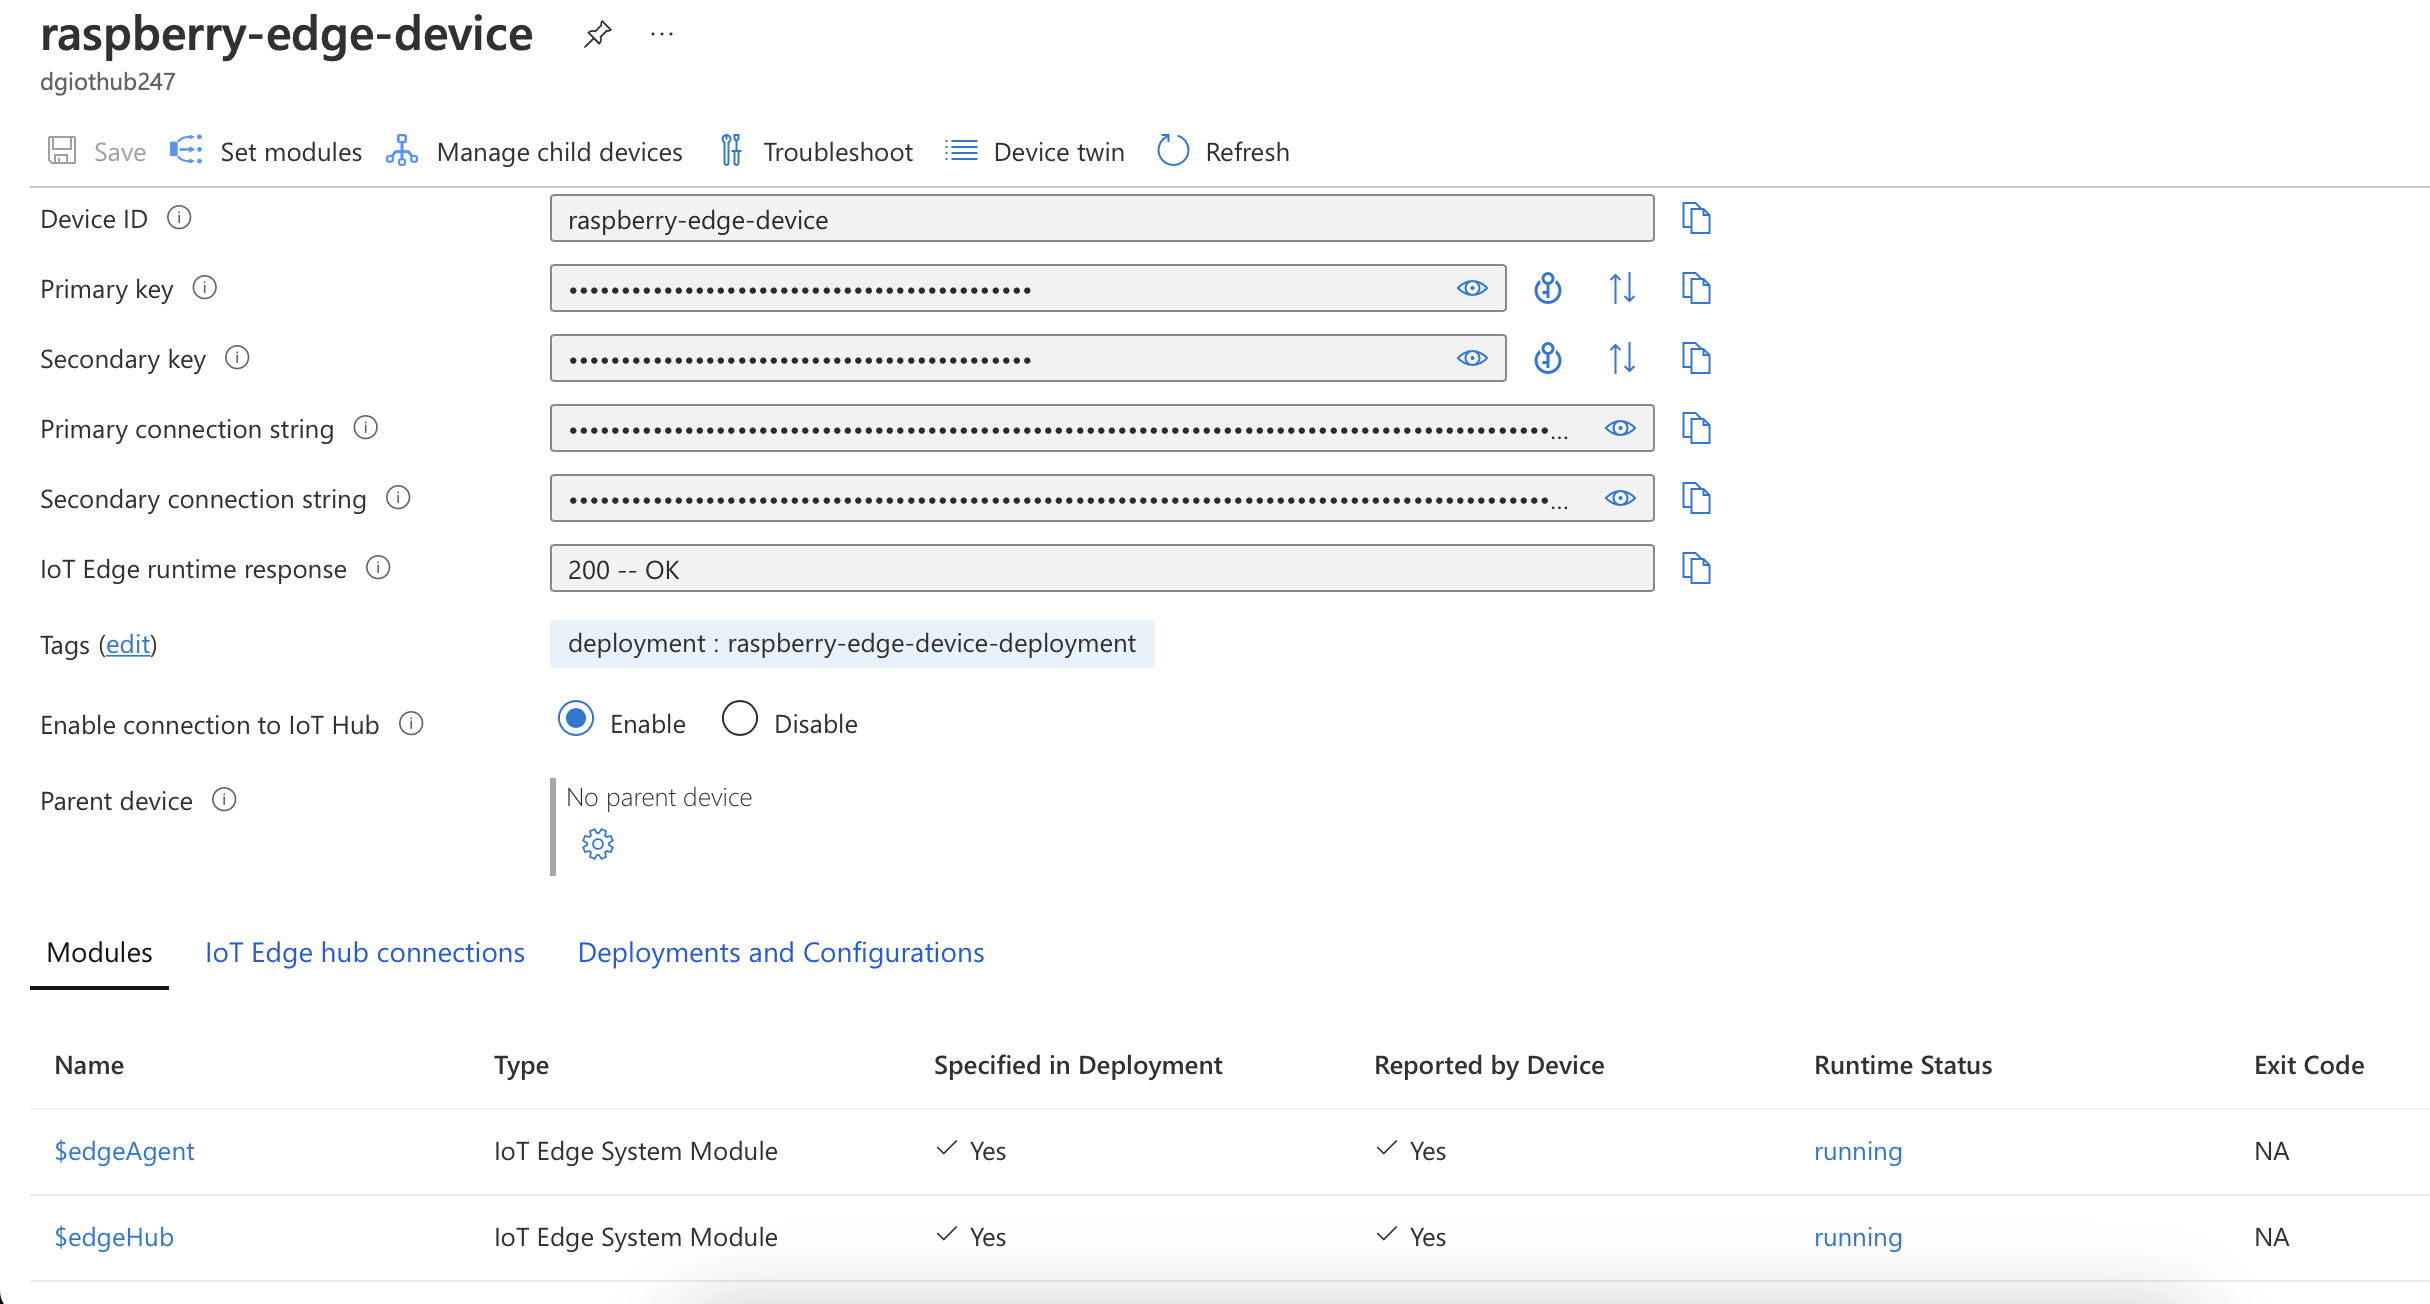 raspberry-edge-device
dgiothub247
Save Set modules Manage child devices Troubleshoot Device twin Refresh
Device ID raspberry-edge-device
Primary key ••••••••••••••••••••••••••••••••••••••••••••
Secondary key ••••••••••••••••••••••••••••••••••••••••••••
Primary connection string ••••••••••••••••••••••••••••••••••••••••••••••••••••••••••••••••••••••••••••••••••••••••••••...
Secondary connection string ••••••••••••••••••••••••••••••••••••••••••••••••••••••••••••••••••••••••••••••••••••••••••••...
IoT Edge runtime response 200 -- OK
Tags (edit) deployment : raspberry-edge-device-deployment
Enable connection to IoT Hub Enable Disable
Parent device No parent device
Modules IoT Edge hub connections Deployments and Configurations
Name Type Specified in Deployment Reported by Device Runtime Status Exit Code
$edgeAgent IoT Edge System Module Yes Yes running NA
$edgeHub IoT Edge System Module Yes Yes running NA